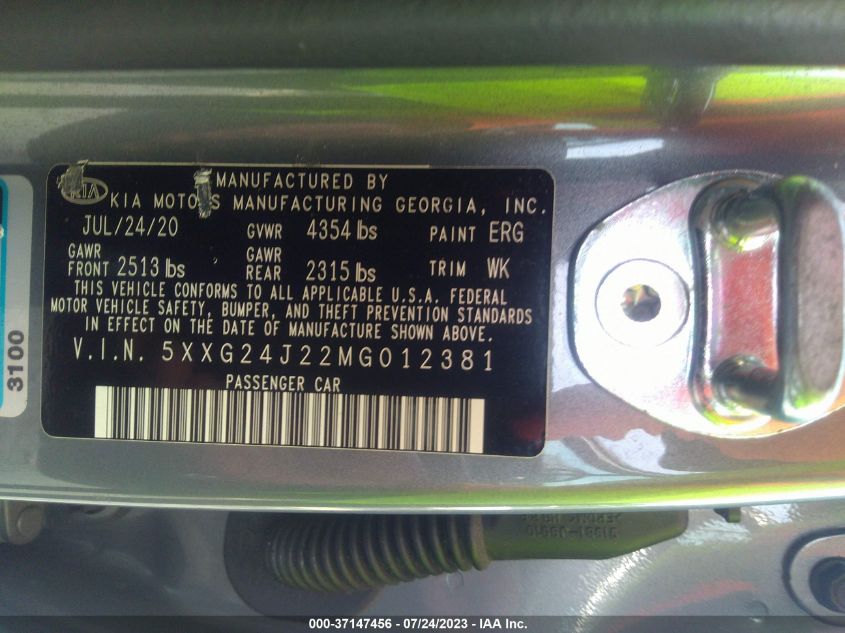 MANUFACTURED BY
KIA
KIA MOTORS MANUFACTURING GEORGIA, INC.
JUL/24/20 GVWR 4354 lbs PAINT ERG
GAWR FRONT 2513 lbs GAWR REAR 2315 lbs TRIM WK
THIS VEHICLE CONFORMS TO ALL APPLICABLE U.S.A. FEDERAL
MOTOR VEHICLE SAFETY, BUMPER, AND THEFT PREVENTION STANDARDS
IN EFFECT ON THE DATE OF MANUFACTURE SHOWN ABOVE.
V.I.N. 5XXG24J22MG012381
PASSENGER CAR
3100
000-37147456 - 07/24/2023 - IAA Inc.